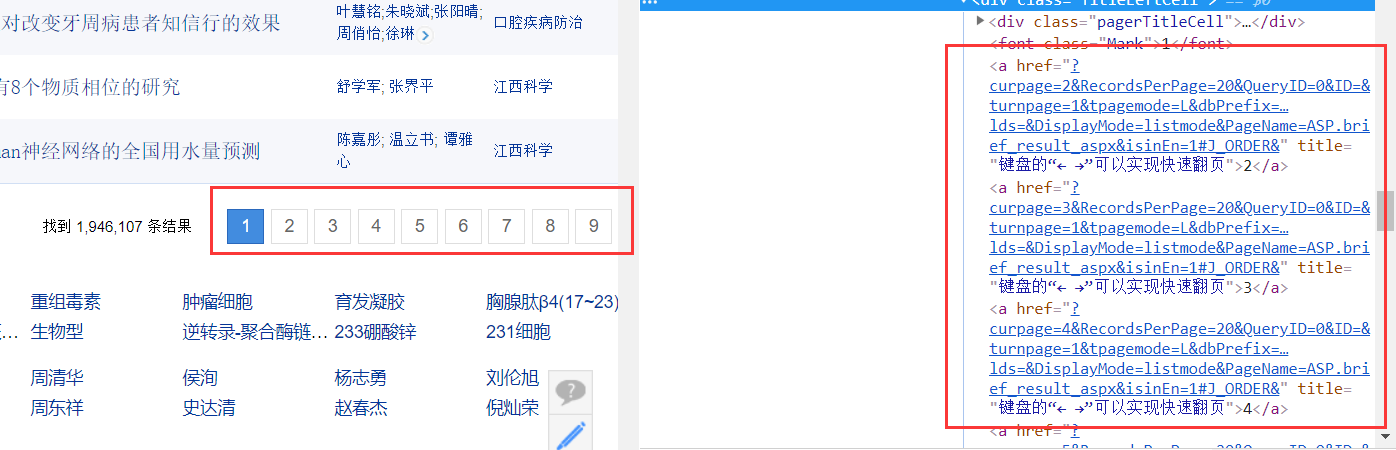 对改变牙周病患者知信行的效果
叶慧铭;朱晓斌;张阳晴;
周俏怡;徐琳
口腔疾病防治
有8个物质相位的研究
舒学军; 张界平
江西科学
man神经网络的全国用水量预测
陈嘉彤; 温立书; 谭雅
心
江西科学
找到 1,946,107 条结果
1 2 3 4 5 6 7 8 9
重组毒素 肿瘤细胞 育发凝胶 胸腺肽β4(17~23)
… 生物型 逆转录-聚合酶链… 233硼酸锌 231细胞
周清华 侯洵 杨志勇 刘伦旭
周东祥 史达清 赵春杰 倪灿荣
?
…
▶<div class="pagerTitleCell">…</div>
<font class="Mark">1</font>
<a href="?
curpage=2&RecordsPerPage=20&QueryID=0&ID=&
turnpage=1&tpagemode=L&dbPrefix=…
lds=&DisplayMode=listmode&PageName=ASP.bri
ef_result_aspx&isinEn=1#J_ORDER&" title=
"键盘的“← →”可以实现快速翻页">2</a>
<a href="?
curpage=3&RecordsPerPage=20&QueryID=0&ID=&
turnpage=1&tpagemode=L&dbPrefix=…
lds=&DisplayMode=listmode&PageName=ASP.bri
ef_result_aspx&isinEn=1#J_ORDER&" title=
"键盘的“← →”可以实现快速翻页">3</a>
<a href="?
curpage=4&RecordsPerPage=20&QueryID=0&ID=&
turnpage=1&tpagemode=L&dbPrefix=…
lds=&DisplayMode=listmode&PageName=ASP.bri
ef_result_aspx&isinEn=1#J_ORDER&" title=
"键盘的“← →”可以实现快速翻页">4</a>
<a href="?